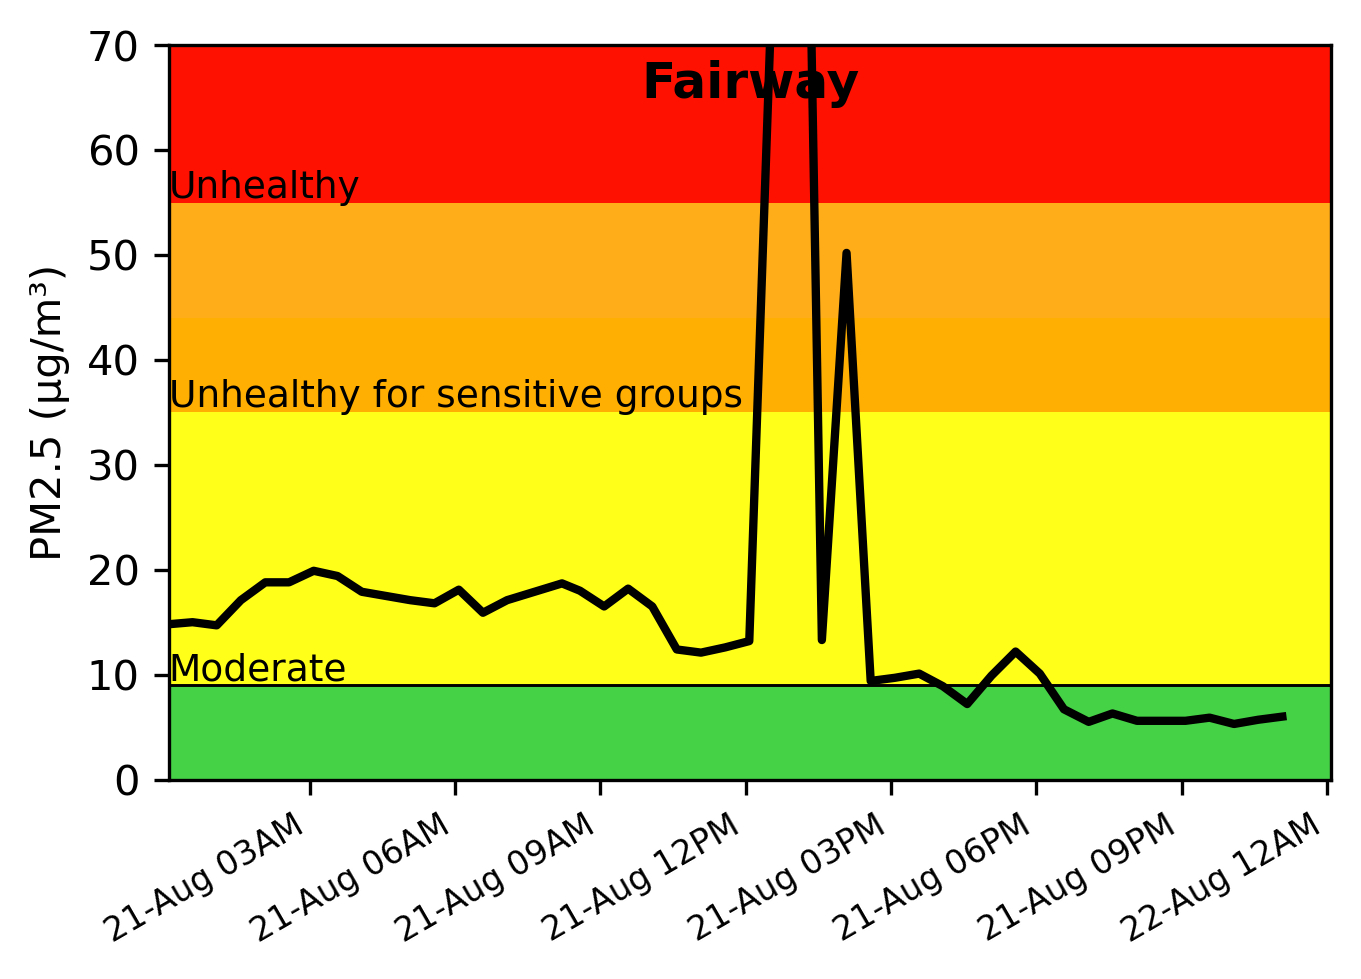 Fairway
70
60
50
40
30
20
10
0
PM2.5 (µg/m³)
Unhealthy
Unhealthy for sensitive groups
Moderate
21-Aug 03AM
21-Aug 06AM
21-Aug 09AM
21-Aug 12PM
21-Aug 03PM
21-Aug 06PM
21-Aug 09PM
22-Aug 12AM